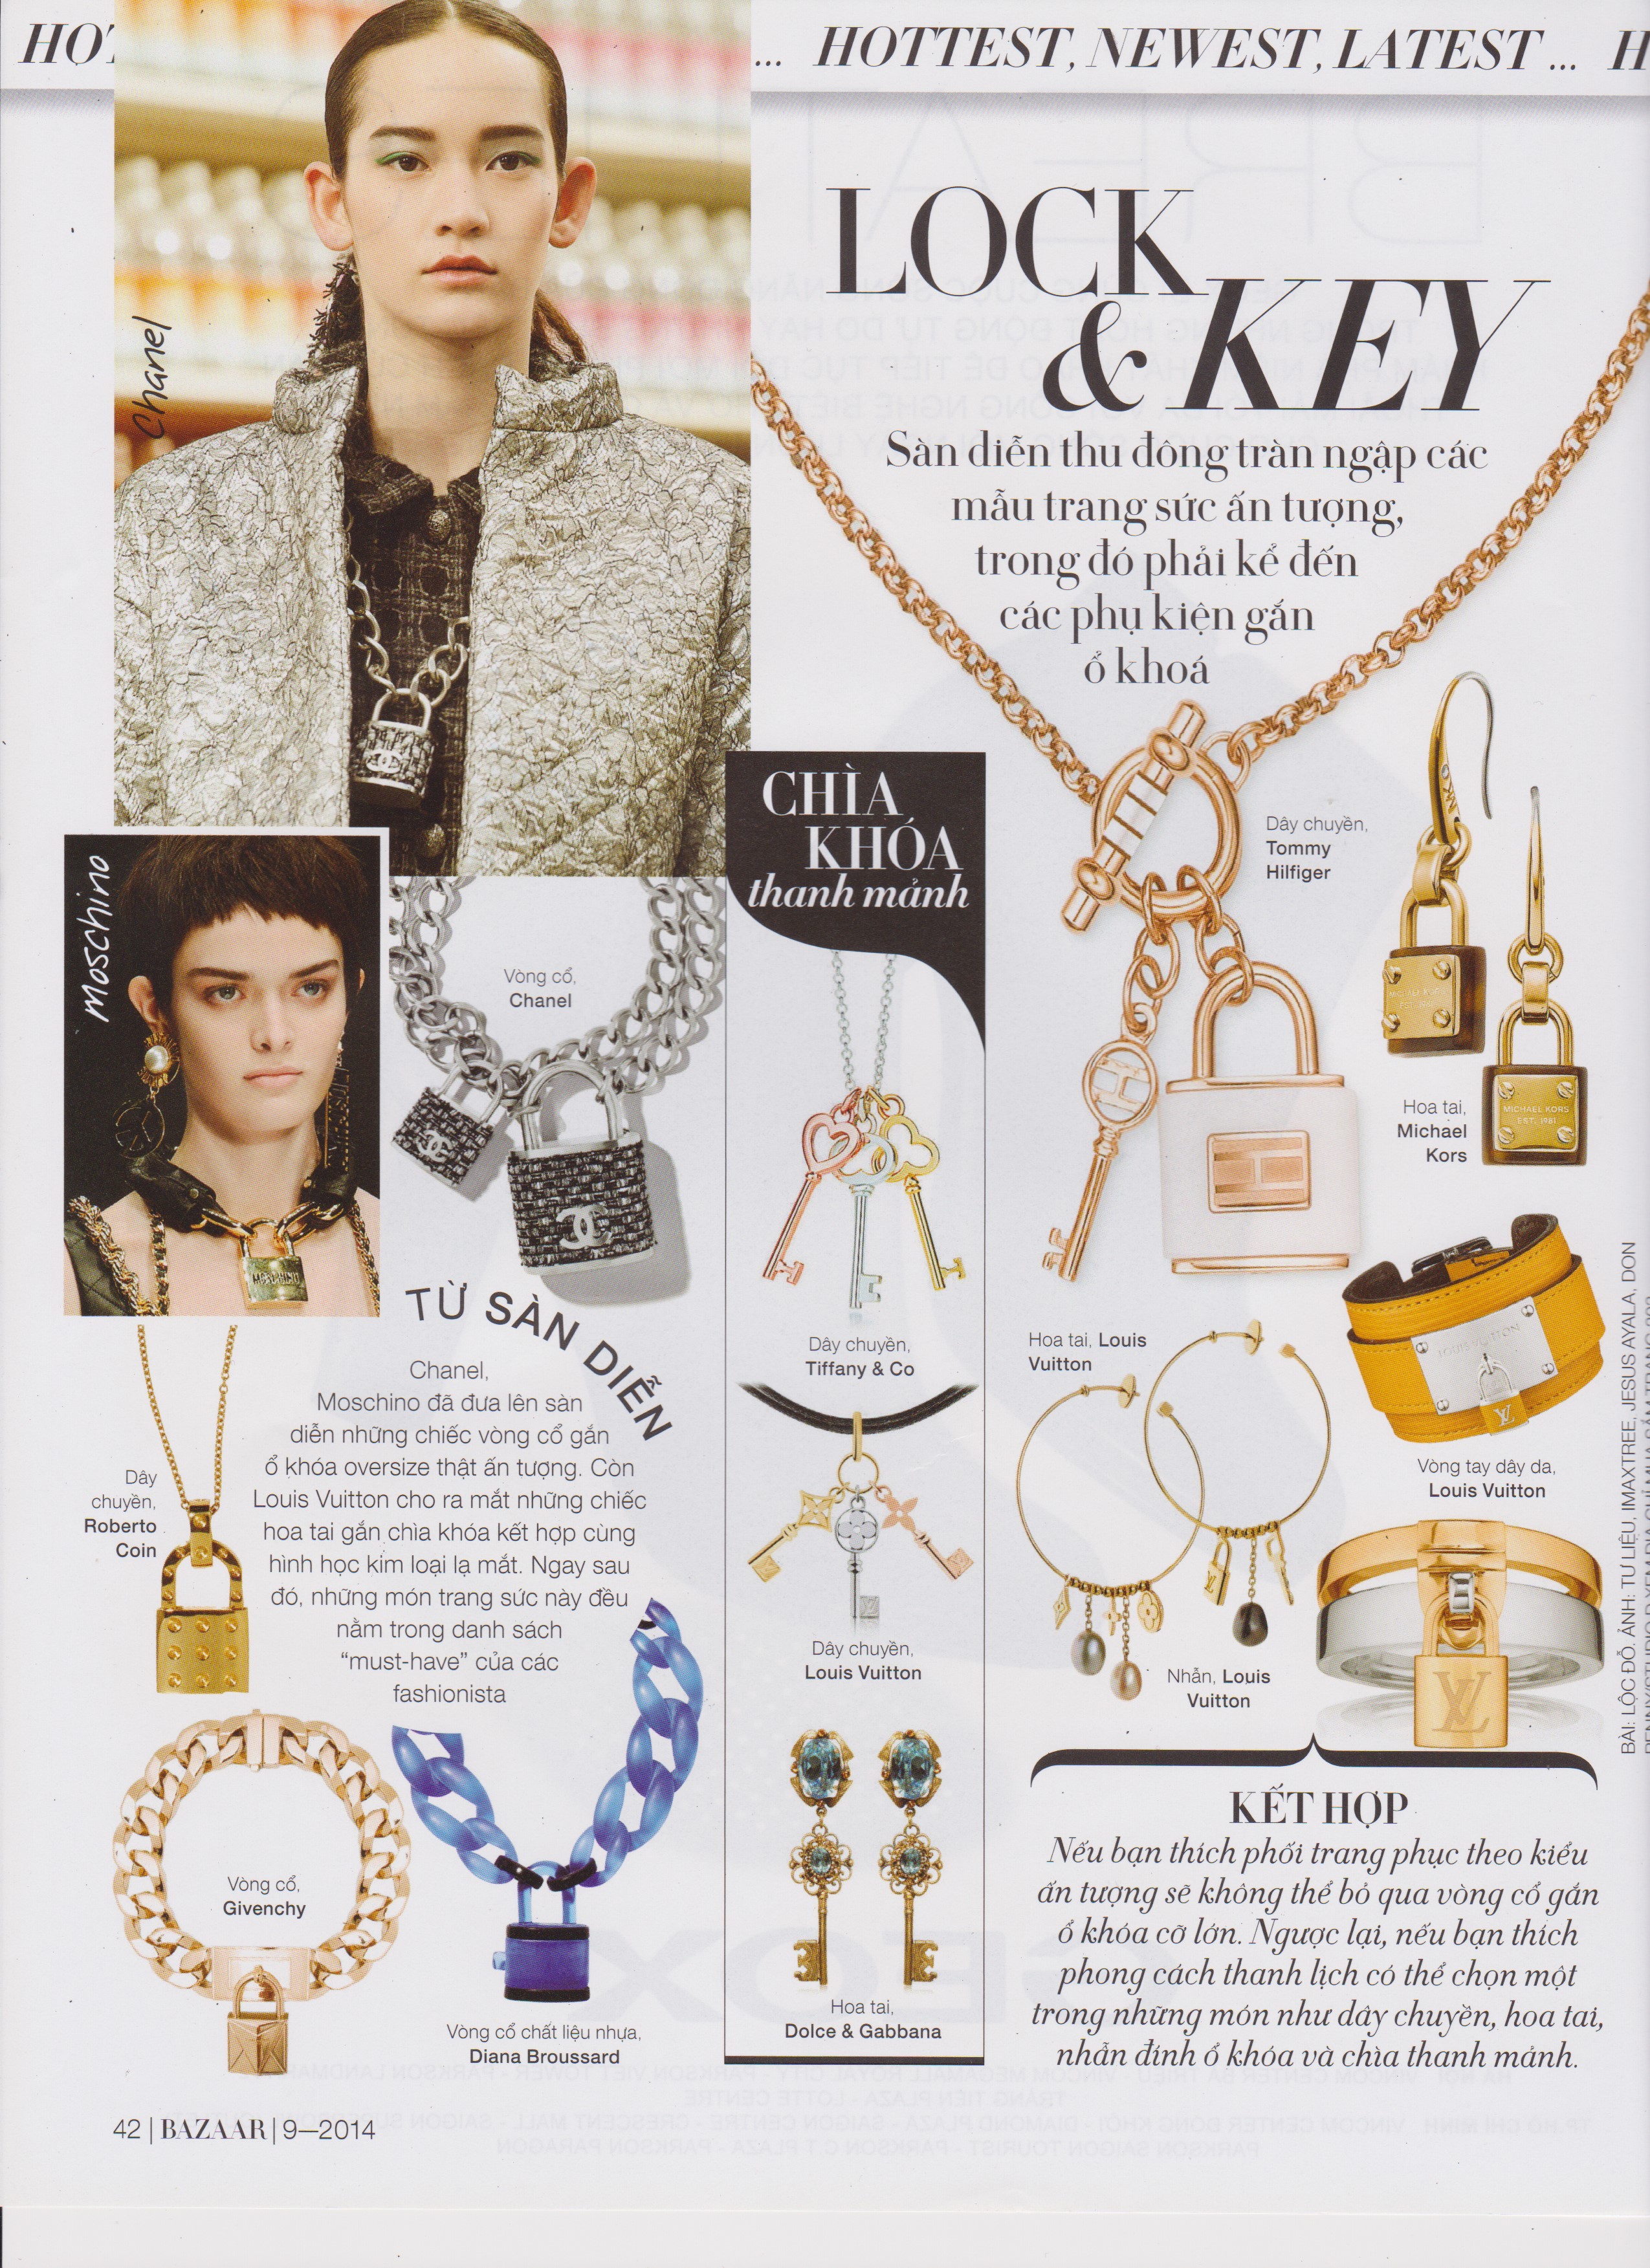 HOT
... HOTTEST, NEWEST, LATEST ... H
Chanel
LOCK
& KEY
Sàn diễn thu đông tràn ngập các
mẫu trang sức ấn tượng,
trong đó phải kể đến
các phụ kiện gắn
ổ khoá
Moschino
MOSCHINO
Vòng cổ,
Chanel
CHÌA
KHÓA
thanh mảnh
Dây chuyền,
Tommy
Hilfiger
MK
Hoa tai,
Michael
Kors
MICHAEL KORS
EST. 1981
TỪ SÀN DIỄN
Chanel,
Moschino đã đưa lên sàn
diễn những chiếc vòng cổ gắn
ổ khóa oversize thật ấn tượng. Còn
Louis Vuitton cho ra mắt những chiếc
hoa tai gắn chìa khóa kết hợp cùng
hình học kim loại lạ mắt. Ngay sau
đó, những món trang sức này đều
nằm trong danh sách
“must-have” của các
fashionista
Dây
chuyền,
Roberto
Coin
Vòng cổ,
Givenchy
Vòng cổ chất liệu nhựa,
Diana Broussard
Dây chuyền,
Tiffany & Co
Dây chuyền,
Louis Vuitton
Hoa tai,
Dolce & Gabbana
Hoa tai, Louis
Vuitton
LOUIS VUITTON
LV
Vòng tay dây da,
Louis Vuitton
Nhẫn, Louis
Vuitton
LV
BÀI: LỘC ĐỖ. ẢNH: TƯ LIỆU, IMAXTREE, JESUS AYALA, DON
KẾT HỢP
Nếu bạn thích phối trang phục theo kiểu
ấn tượng sẽ không thể bỏ qua vòng cổ gắn
ổ khóa cỡ lớn. Ngược lại, nếu bạn thích
phong cách thanh lịch có thể chọn một
trong những món như dây chuyền, hoa tai,
nhẫn đính ổ khóa và chìa thanh mảnh.
42 | BAZAAR | 9—2014